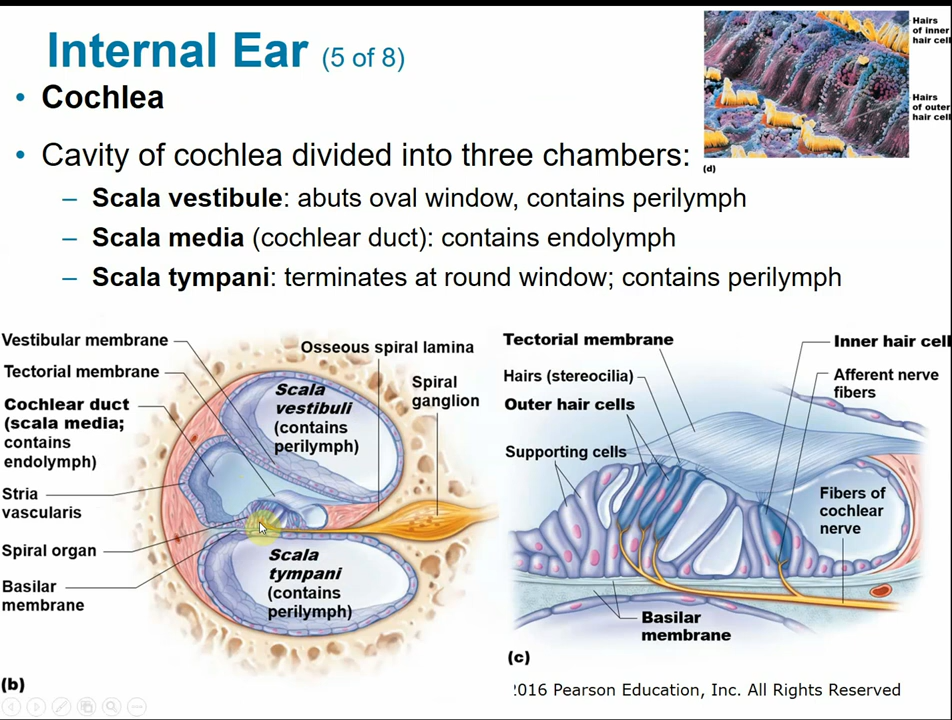 Internal Ear (5 of 8)
• Cochlea
• Cavity of cochlea divided into three chambers:
– Scala vestibule: abuts oval window, contains perilymph
– Scala media (cochlear duct): contains endolymph
– Scala tympani: terminates at round window; contains perilymph
Hairs
of inner
hair cell
Hairs
of outer
hair cell
(d)
Vestibular membrane
Tectorial membrane
Cochlear duct
(scala media;
contains
endolymph)
Stria
vascularis
Spiral organ
Basilar
membrane
Osseous spiral lamina
Spiral
ganglion
Scala
vestibuli
(contains
perilymph)
Scala
tympani
(contains
perilymph)
(b)
Tectorial membrane
Hairs (stereocilia)
Outer hair cells
Supporting cells
Inner hair cell
Afferent nerve
fibers
Fibers of
cochlear
nerve
Basilar
membrane
(c)
2016 Pearson Education, Inc. All Rights Reserved